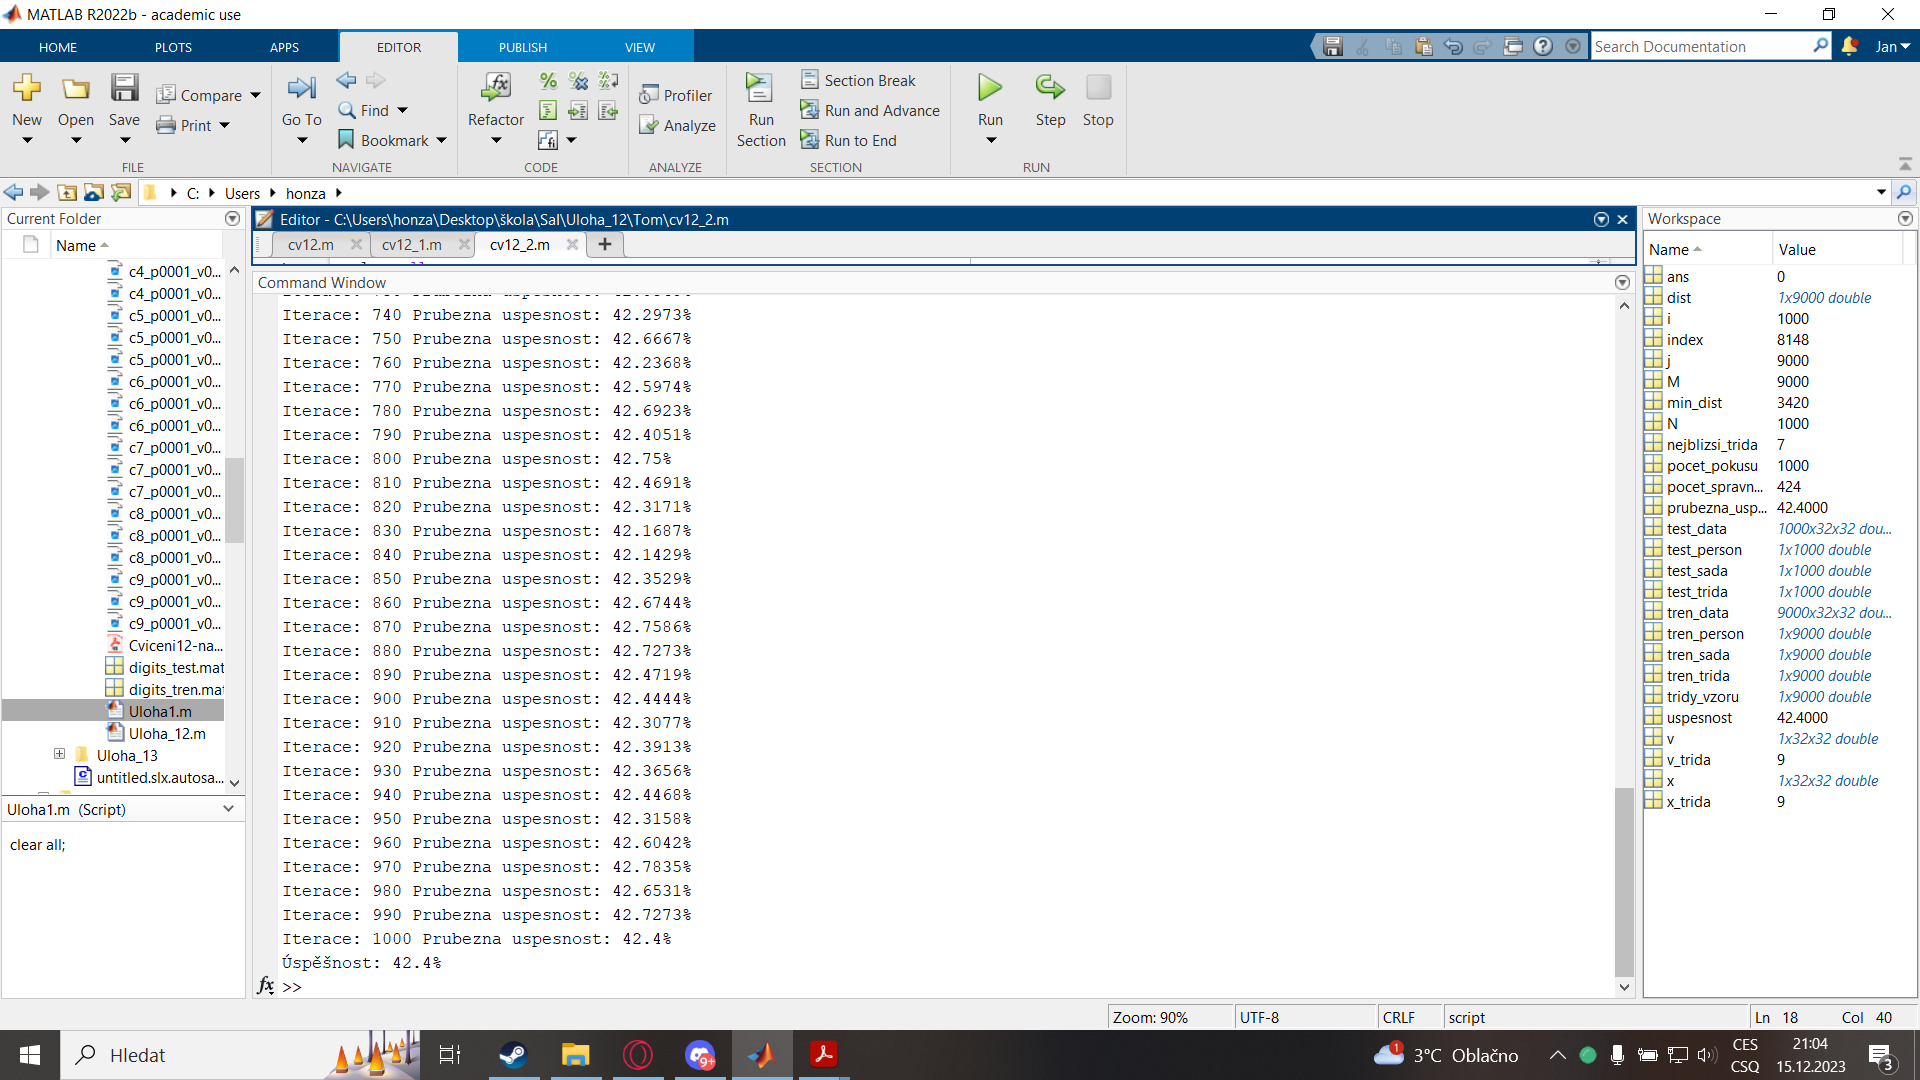 MATLAB R2022b - academic use
HOME PLOTS APPS EDITOR PUBLISH VIEW
Search Documentation
Jan
New Open Save Compare Print
FILE
Go To Find Bookmark
NAVIGATE
Refactor
CODE
Profiler
Analyze
ANALYZE
Run Section
Section Break
Run and Advance
Run to End
SECTION
Run Step Stop
RUN
C: Users honza
Current Folder
Name
c4_p0001_v0...
c4_p0001_v0...
c5_p0001_v0...
c5_p0001_v0...
c5_p0001_v0...
c6_p0001_v0...
c6_p0001_v0...
c6_p0001_v0...
c7_p0001_v0...
c7_p0001_v0...
c7_p0001_v0...
c8_p0001_v0...
c8_p0001_v0...
c8_p0001_v0...
c9_p0001_v0...
c9_p0001_v0...
c9_p0001_v0...
Cviceni12-na...
digits_test.mat
digits_tren.mat
Uloha1.m
Uloha_12.m
Uloha_13
untitled.slx.autosa...
Uloha1.m (Script)
clear all;
Editor - C:\Users\honza\Desktop\škola\Sal\Uloha_12\Tom\cv12_2.m
cv12.m cv12_1.m cv12_2.m
Command Window
Iterace: 740 Prubezna uspesnost: 42.2973%
Iterace: 750 Prubezna uspesnost: 42.6667%
Iterace: 760 Prubezna uspesnost: 42.2368%
Iterace: 770 Prubezna uspesnost: 42.5974%
Iterace: 780 Prubezna uspesnost: 42.6923%
Iterace: 790 Prubezna uspesnost: 42.4051%
Iterace: 800 Prubezna uspesnost: 42.75%
Iterace: 810 Prubezna uspesnost: 42.4691%
Iterace: 820 Prubezna uspesnost: 42.3171%
Iterace: 830 Prubezna uspesnost: 42.1687%
Iterace: 840 Prubezna uspesnost: 42.1429%
Iterace: 850 Prubezna uspesnost: 42.3529%
Iterace: 860 Prubezna uspesnost: 42.6744%
Iterace: 870 Prubezna uspesnost: 42.7586%
Iterace: 880 Prubezna uspesnost: 42.7273%
Iterace: 890 Prubezna uspesnost: 42.4719%
Iterace: 900 Prubezna uspesnost: 42.4444%
Iterace: 910 Prubezna uspesnost: 42.3077%
Iterace: 920 Prubezna uspesnost: 42.3913%
Iterace: 930 Prubezna uspesnost: 42.3656%
Iterace: 940 Prubezna uspesnost: 42.4468%
Iterace: 950 Prubezna uspesnost: 42.3158%
Iterace: 960 Prubezna uspesnost: 42.6042%
Iterace: 970 Prubezna uspesnost: 42.7835%
Iterace: 980 Prubezna uspesnost: 42.6531%
Iterace: 990 Prubezna uspesnost: 42.7273%
Iterace: 1000 Prubezna uspesnost: 42.4%
Úspěšnost: 42.4%
fx >>
Workspace
Name Value
ans 0
dist 1x9000 double
i 1000
index 8148
j 9000
M 9000
min_dist 3420
N 1000
nejblizsi_trida 7
pocet_pokusu 1000
pocet_spravn... 424
prubezna_usp... 42.4000
test_data 1000x32x32 dou...
test_person 1x1000 double
test_sada 1x1000 double
test_trida 1x1000 double
tren_data 9000x32x32 dou...
tren_person 1x9000 double
tren_sada 1x9000 double
tren_trida 1x9000 double
tridy_vzoru 1x9000 double
uspesnost 42.4000
v 1x32x32 double
v_trida 9
x 1x32x32 double
x_trida 9
Zoom: 90% UTF-8 CRLF script Ln 18 Col 40
Hledat
9+
1
3°C Oblačno
CES
CSQ
21:04
15.12.2023
3